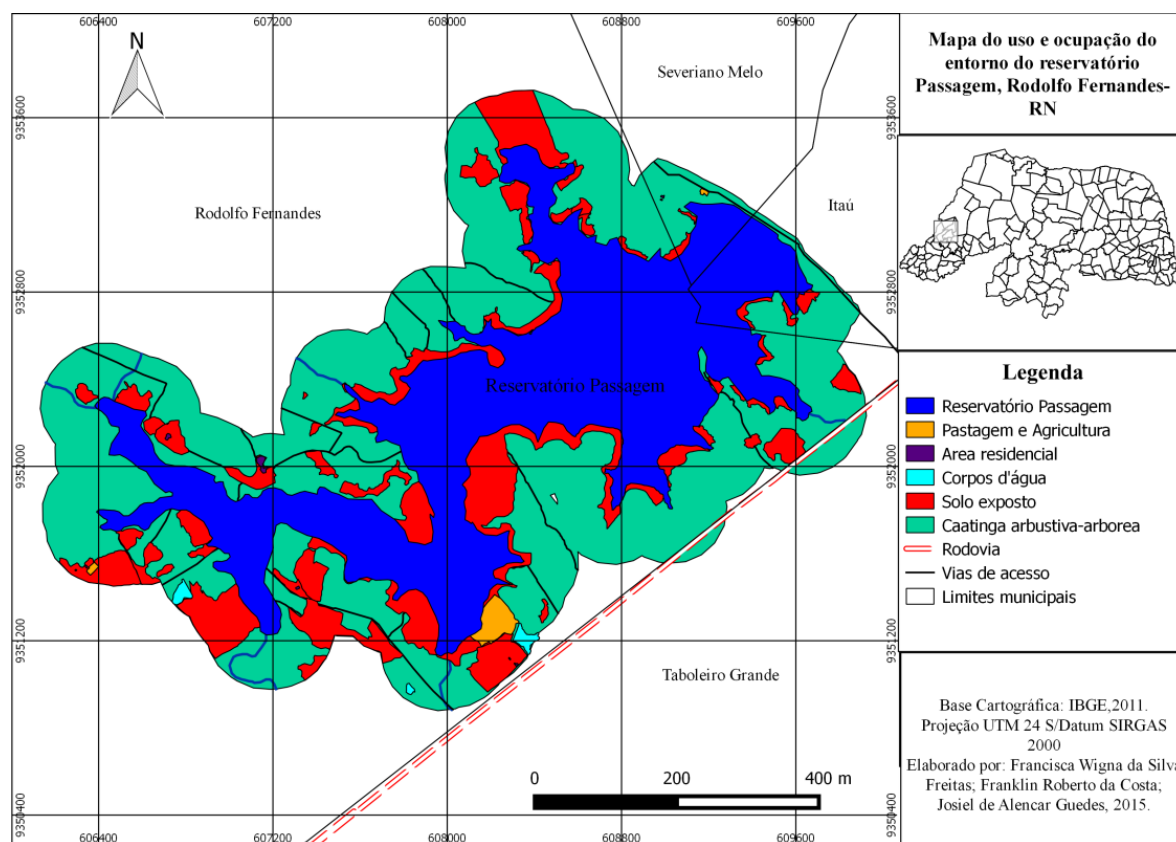 606400
607200
608000
608800
609600
N
Severiano Melo
9353600
9353600
Rodolfo Fernandes
Itaú
9352800
9352800
Reservatório Passagem
9352000
9352000
9351200
9351200
Taboleiro Grande
0
200
400 m
9350400
9350400
606400
607200
608000
608800
609600
Mapa do uso e ocupação do
entorno do reservatório
Passagem, Rodolfo Fernandes-
RN
Legenda
Reservatório Passagem
Pastagem e Agricultura
Area residencial
Corpos d'água
Solo exposto
Caatinga arbustiva-arborea
Rodovia
Vias de acesso
Limites municipais
Base Cartográfica: IBGE,2011.
Projeção UTM 24 S/Datum SIRGAS
2000
Elaborado por: Francisca Wigna da Silva
Freitas; Franklin Roberto da Costa;
Josiel de Alencar Guedes, 2015.